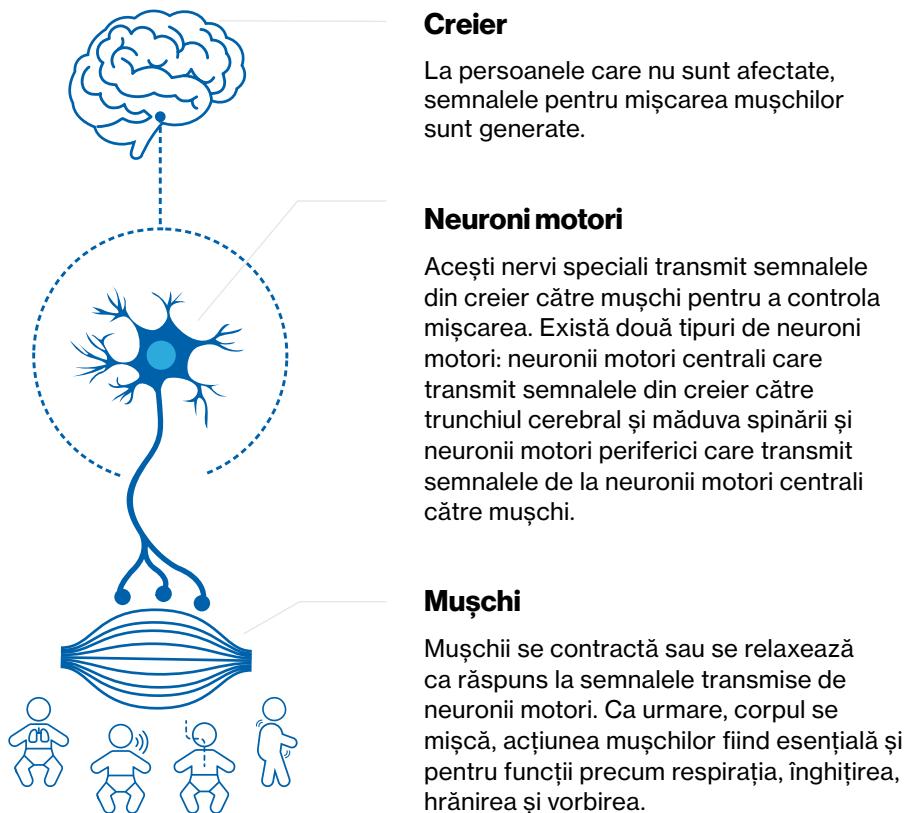 Creier
La persoanele care nu sunt afectate,
semnalele pentru mișcarea mușchilor
sunt generate.
Neuroni motori
Acești nervi speciali transmit semnalele
din creier către mușchi pentru a controla
mișcarea. Există două tipuri de neuroni
motori: neuronii motori centrali care
transmit semnalele din creier către
trunchiul cerebral și măduva spinării și
neuronii motori periferici care transmit
semnalele de la neuronii motori centrali
către mușchi.
Mușchi
Mușchii se contractă sau se relaxează
ca răspuns la semnalele transmise de
neuronii motori. Ca urmare, corpul se
mișcă, acțiunea mușchilor fiind esențială și
pentru funcții precum respirația, înghițirea,
hrănirea și vorbirea.